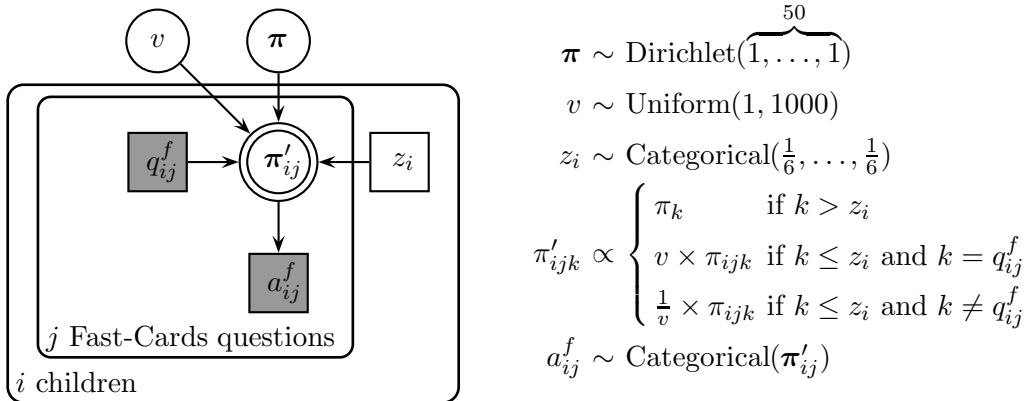 v π
q^f_{ij} π′_{ij} z_i
a^f_{ij}
j Fast-Cards questions
i children
50
π ∼ Dirichlet(1, . . . , 1)
v ∼ Uniform(1, 1000)
z_i ∼ Categorical(1/6, . . . , 1/6)
π′_{ijk} ∝ { π_k if k > z_i
v × π_{ijk} if k ≤ z_i and k = q^f_{ij}
1/v × π_{ijk} if k ≤ z_i and k ≠ q^f_{ij}
a^f_{ij} ∼ Categorical(π′_{ij})